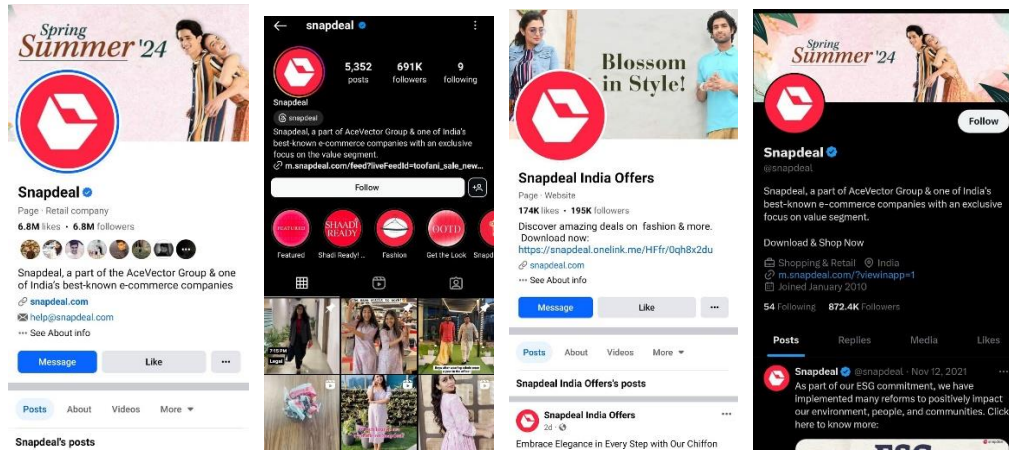 Spring
Summer '24
Snapdeal
Page · Retail company
6.8M likes • 6.8M followers
Snapdeal, a part of the AceVector Group & one
of India's best-known e-commerce companies
snapdeal.com
help@snapdeal.com
··· See About info
Message
Like
Posts
About
Videos
More
Snapdeal's posts
snapdeal
5,352
691K
9
posts
followers
following
Snapdeal
snapdeal
Snapdeal, a part of AceVector Group & one of India's
best-known e-commerce companies with an exclusive
focus on the value segment.
m.snapdeal.com/feed?liveFeedId=toofani_sale_new...
Follow
FEATURED
SHAADI
READY
OOTD
Featured
Shadi Ready! ...
Fashion
Get the Look
Snapd
7:15 PM
Legal
Blossom
in Style!
Snapdeal India Offers
Page · Website
174K likes • 195K followers
Discover amazing deals on fashion & more.
Download now:
https://snapdeal.onelink.me/HFfr/0qh8x2du
snapdeal.com
··· See About info
Message
Like
Posts
About
Videos
More
Snapdeal India Offers's posts
Snapdeal India Offers
2d
Embrace Elegance in Every Step with Our Chiffon
Spring
Summer '24
Follow
Snapdeal
@snapdeal
Snapdeal, a part of AceVector Group & one of India's
best-known e-commerce companies with an exclusive
focus on value segment.
Download & Shop Now
Shopping & Retail
India
m.snapdeal.com/?viewinapp=1
Joined January 2010
54 Following
872.4K Followers
Posts
Replies
Media
Likes
Snapdeal @snapdeal · Nov 12, 2021
As part of our ESG commitment, we have
implemented many reforms to positively impact
our environment, people, and communities. Click
here to know more:
ESG